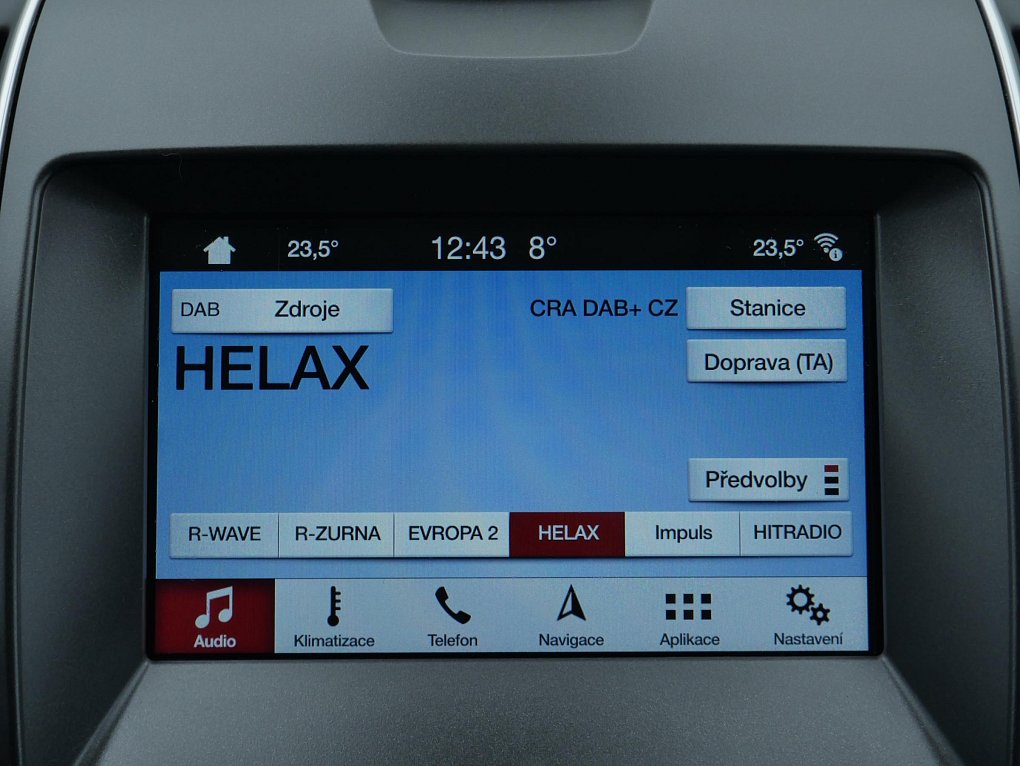 23,5° 12:43 8° 23,5°
DAB Zdroje CRA DAB+ CZ Stanice
HELAX Doprava (TA)
Předvolby
R-WAVE R-ZURNA EVROPA 2 HELAX Impuls HITRADIO
Audio Klimatizace Telefon Navigace Aplikace Nastavení